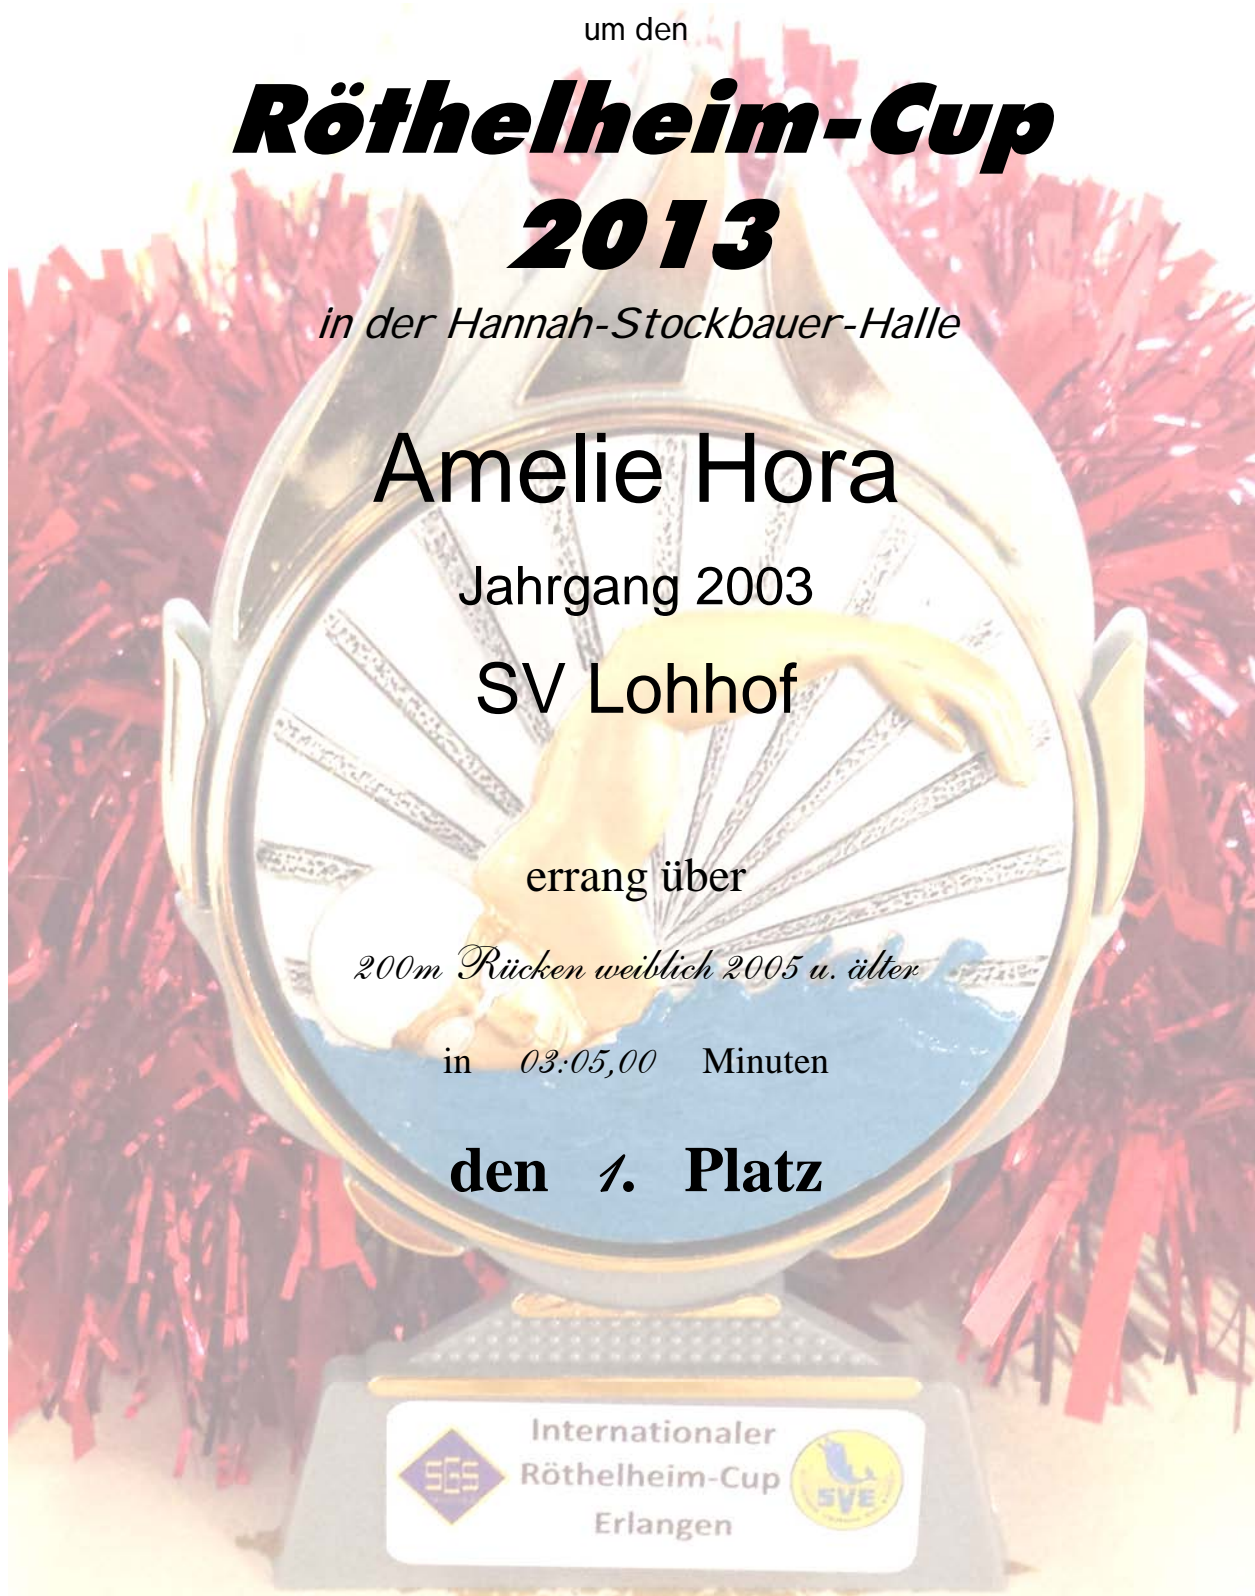 um den
Röthelheim-Cup
2013
in der Hannah-Stockbauer-Halle
Amelie Hora
Jahrgang 2003
SV Lohhof
errang über
200m Rücken weiblich 2005 u. älter
in 03:05,00 Minuten
den 1. Platz
Internationaler
SGS Röthelheim-Cup SVE
Erlangen